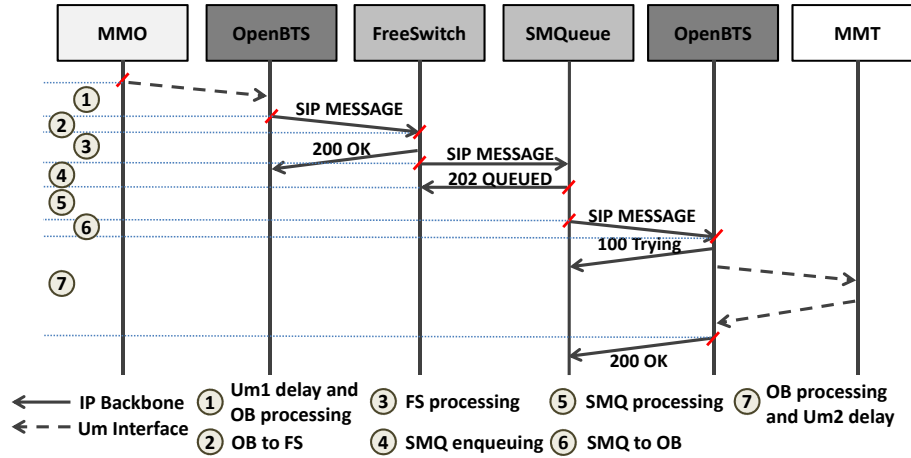 MMO OpenBTS FreeSwitch SMQueue OpenBTS MMT
1
SIP MESSAGE
2
3
200 OK
SIP MESSAGE
4
202 QUEUED
5
SIP MESSAGE
6
100 Trying
7
200 OK
IP Backbone
Um Interface
1 Um1 delay and OB processing
2 OB to FS
3 FS processing
4 SMQ enqueuing
5 SMQ processing
6 SMQ to OB
7 OB processing and Um2 delay